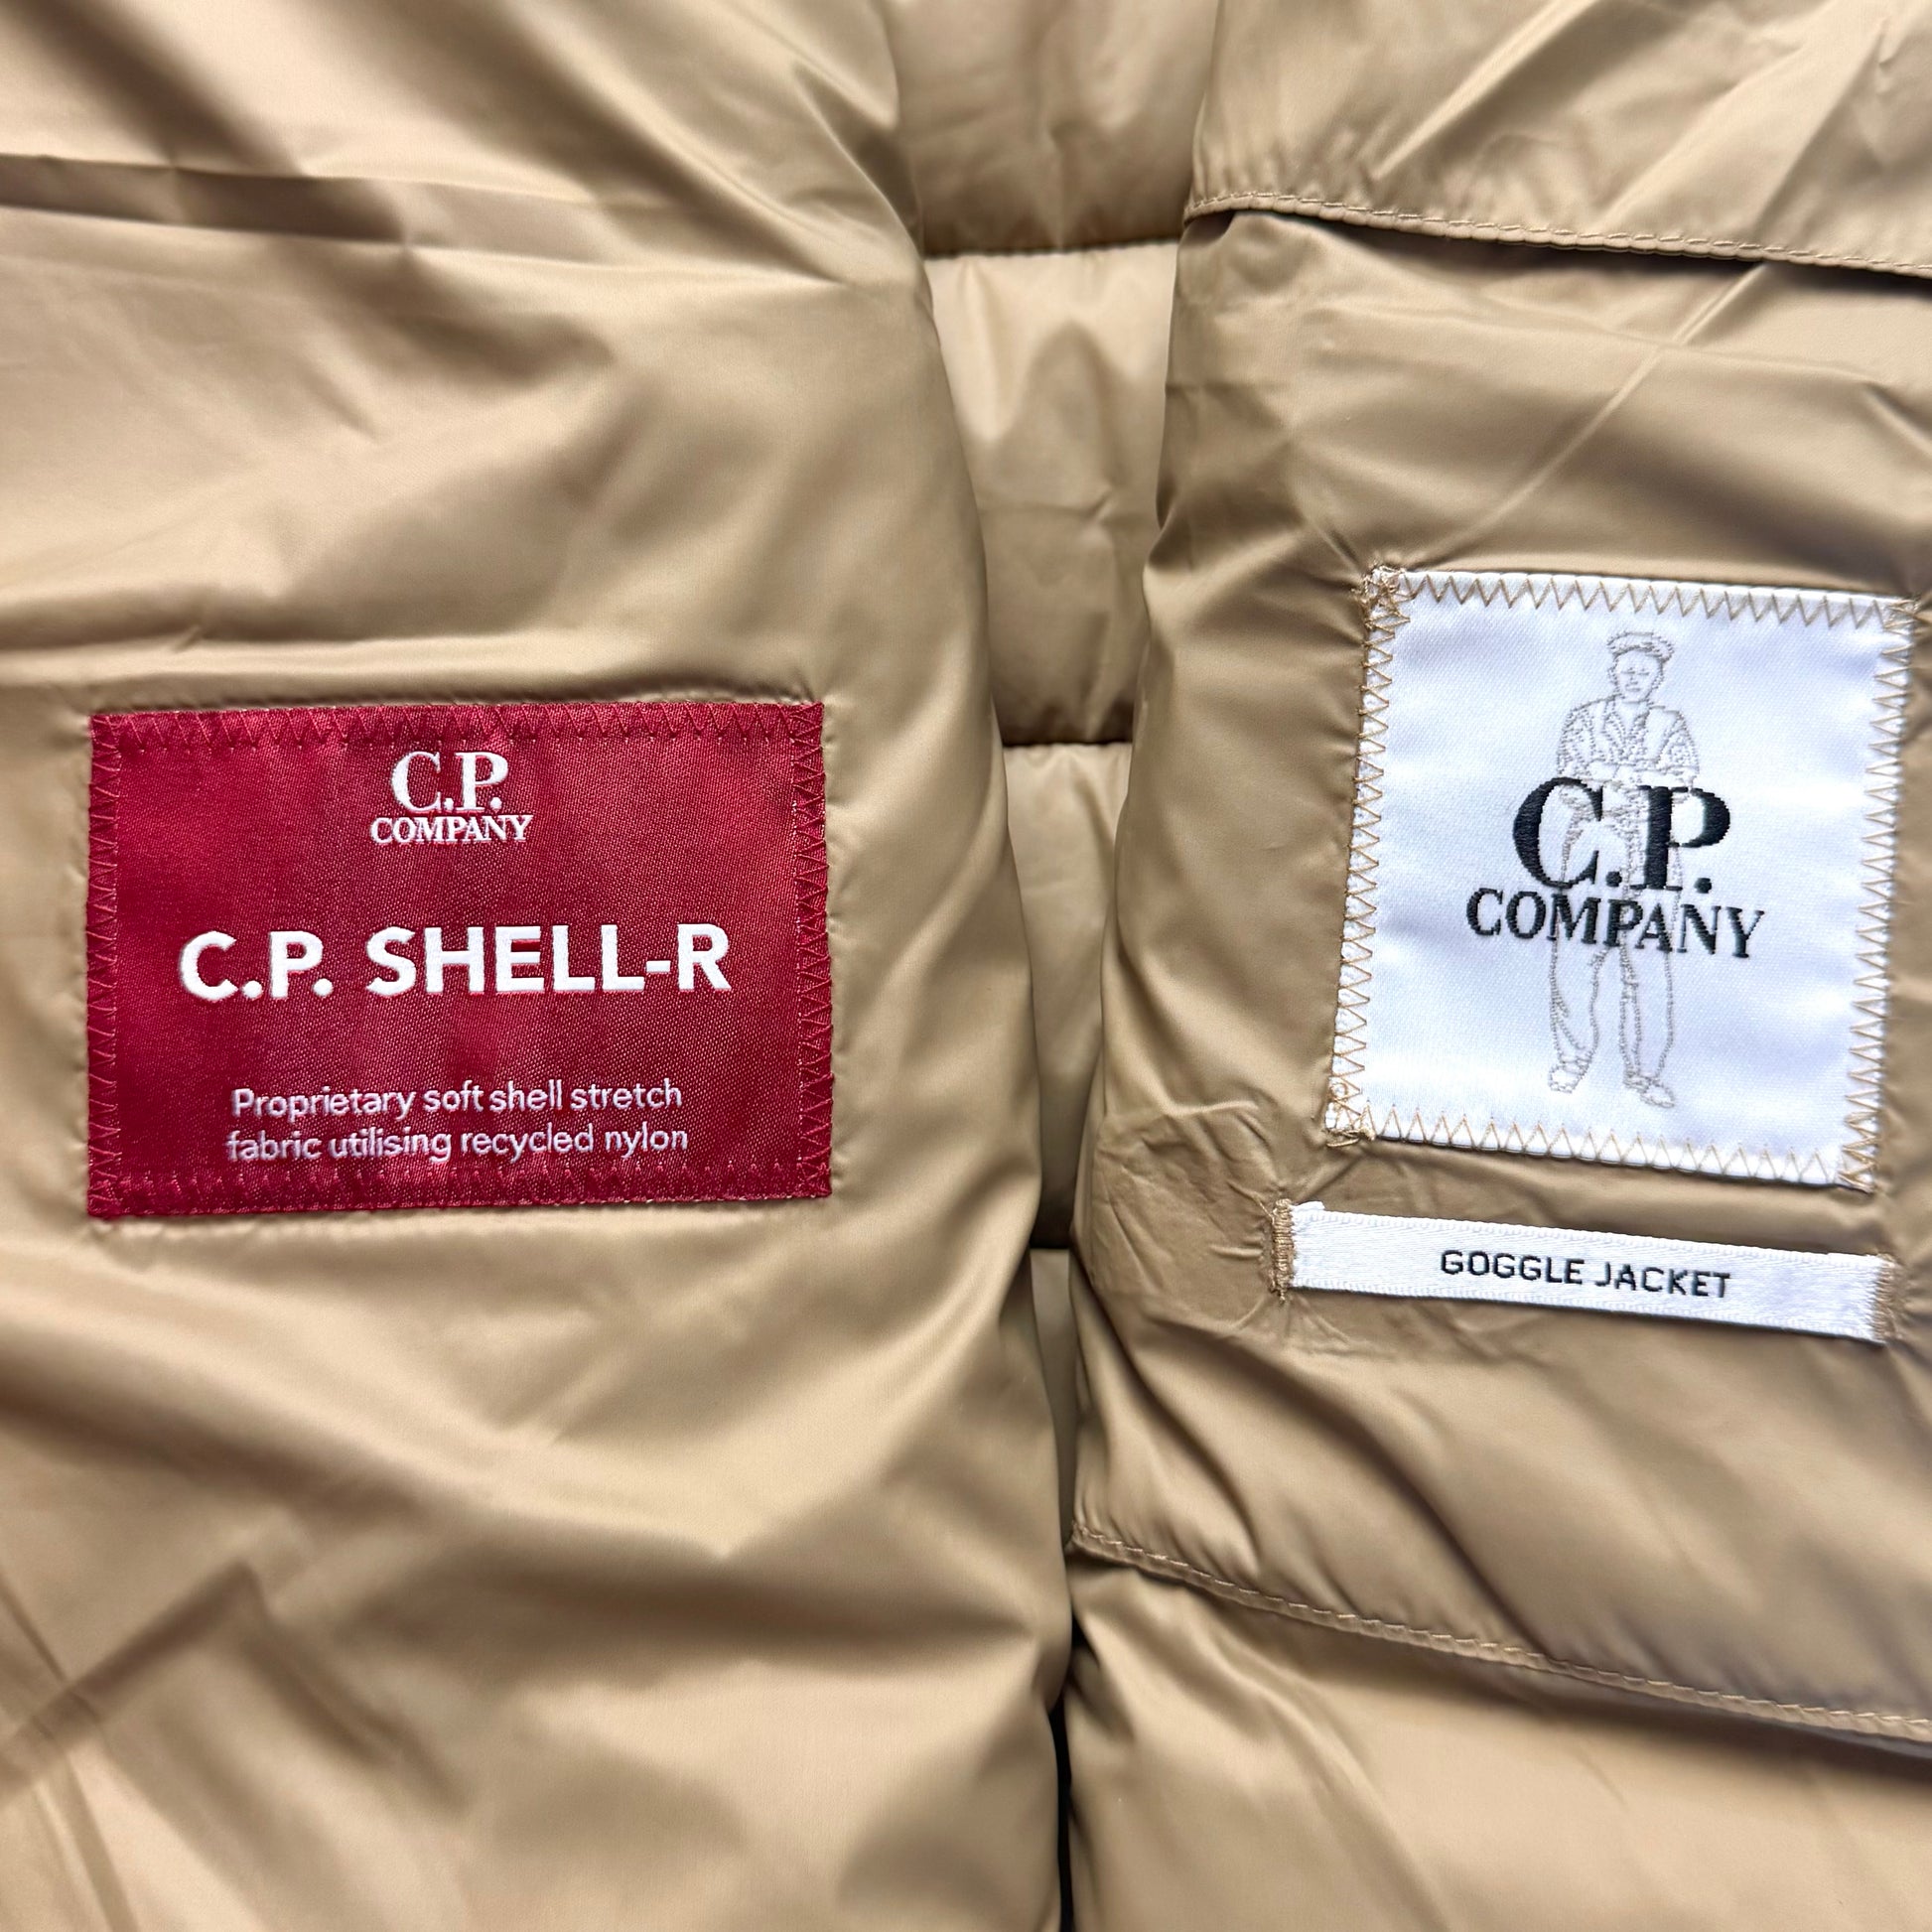 C.P.
COMPANY
C.P. SHELL-R
Proprietary soft shell stretch
fabric utilising recycled nylon
C.P.
COMPANY
GOGGLE JACKET